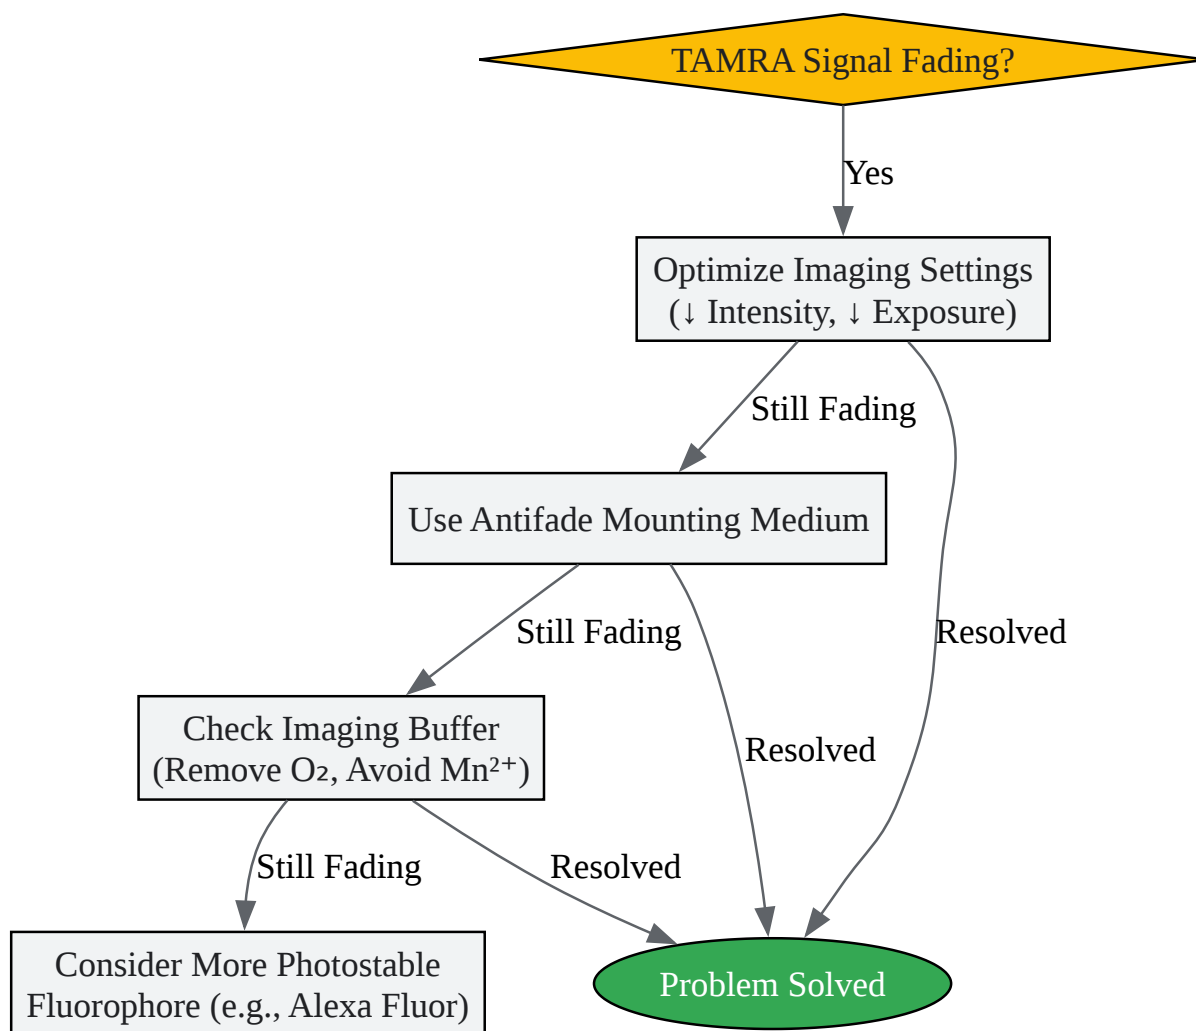 TAMRA Signal Fading?
Yes
Optimize Imaging Settings
(↓ Intensity, ↓ Exposure)
Still Fading
Use Antifade Mounting Medium
Still Fading
Resolved
Check Imaging Buffer
(Remove O₂, Avoid Mn²⁺)
Resolved
Still Fading
Resolved
Consider More Photostable
Fluorophore (e.g., Alexa Fluor)
Problem Solved